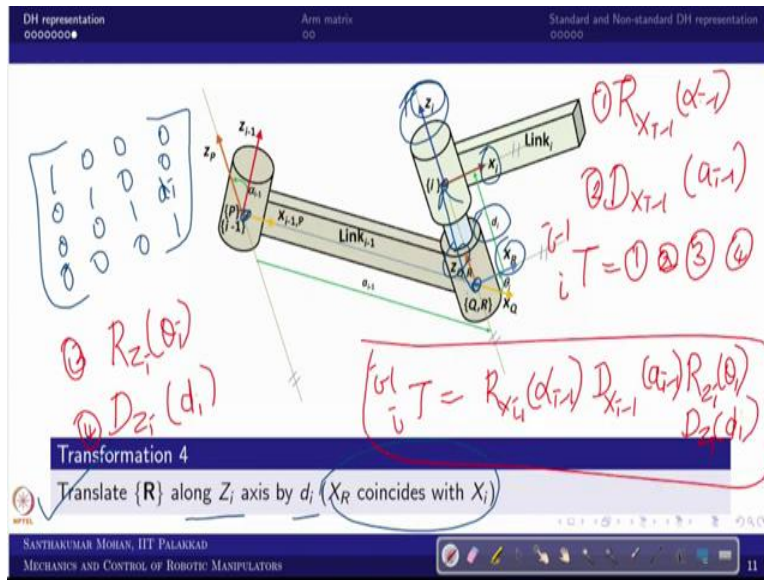 DH representation
Arm matrix
Standard and Non-standard DH representation
1 0 0 0
0 1 0 0
0 0 1 di
0 0 0 1
Z_P
Z_{i-1}
α_{i-1}
{P}
{i-1}
X_{i-1,P}
Link_{i-1}
a_{i-1}
Z_i
{i}
X_i
Link_i
d_i
X_R
θ_i
{Q,R}
X_Q
① R_{X_{i-1}} (α_{i-1})
② D_{X_{i-1}} (a_{i-1})
^{i-1}_i T = ① ② ③ ④
③ R_{Z_i} (θ_i)
④ D_{Z_i} (d_i)
^{i-1}_i T = R_{X_{i-1}} (α_{i-1}) D_{X_{i-1}} (a_{i-1}) R_{Z_i} (θ_i)
D_{Z_i} (d_i)
Transformation 4
Translate {R} along Z_i axis by d_i (X_R coincides with X_i)
NPTEL
SANTHAKUMAR MOHAN, IIT PALAKKAD
MECHANICS AND CONTROL OF ROBOTIC MANIPULATORS
11